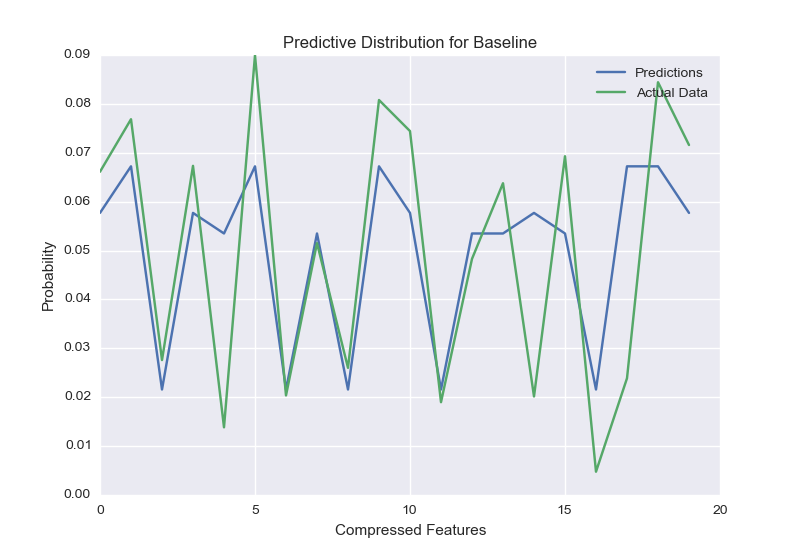 Predictive Distribution for Baseline
0.09
0.08
0.07
0.06
0.05
0.04
0.03
0.02
0.01
0.00
Probability
Predictions
Actual Data
0 5 10 15 20
Compressed Features